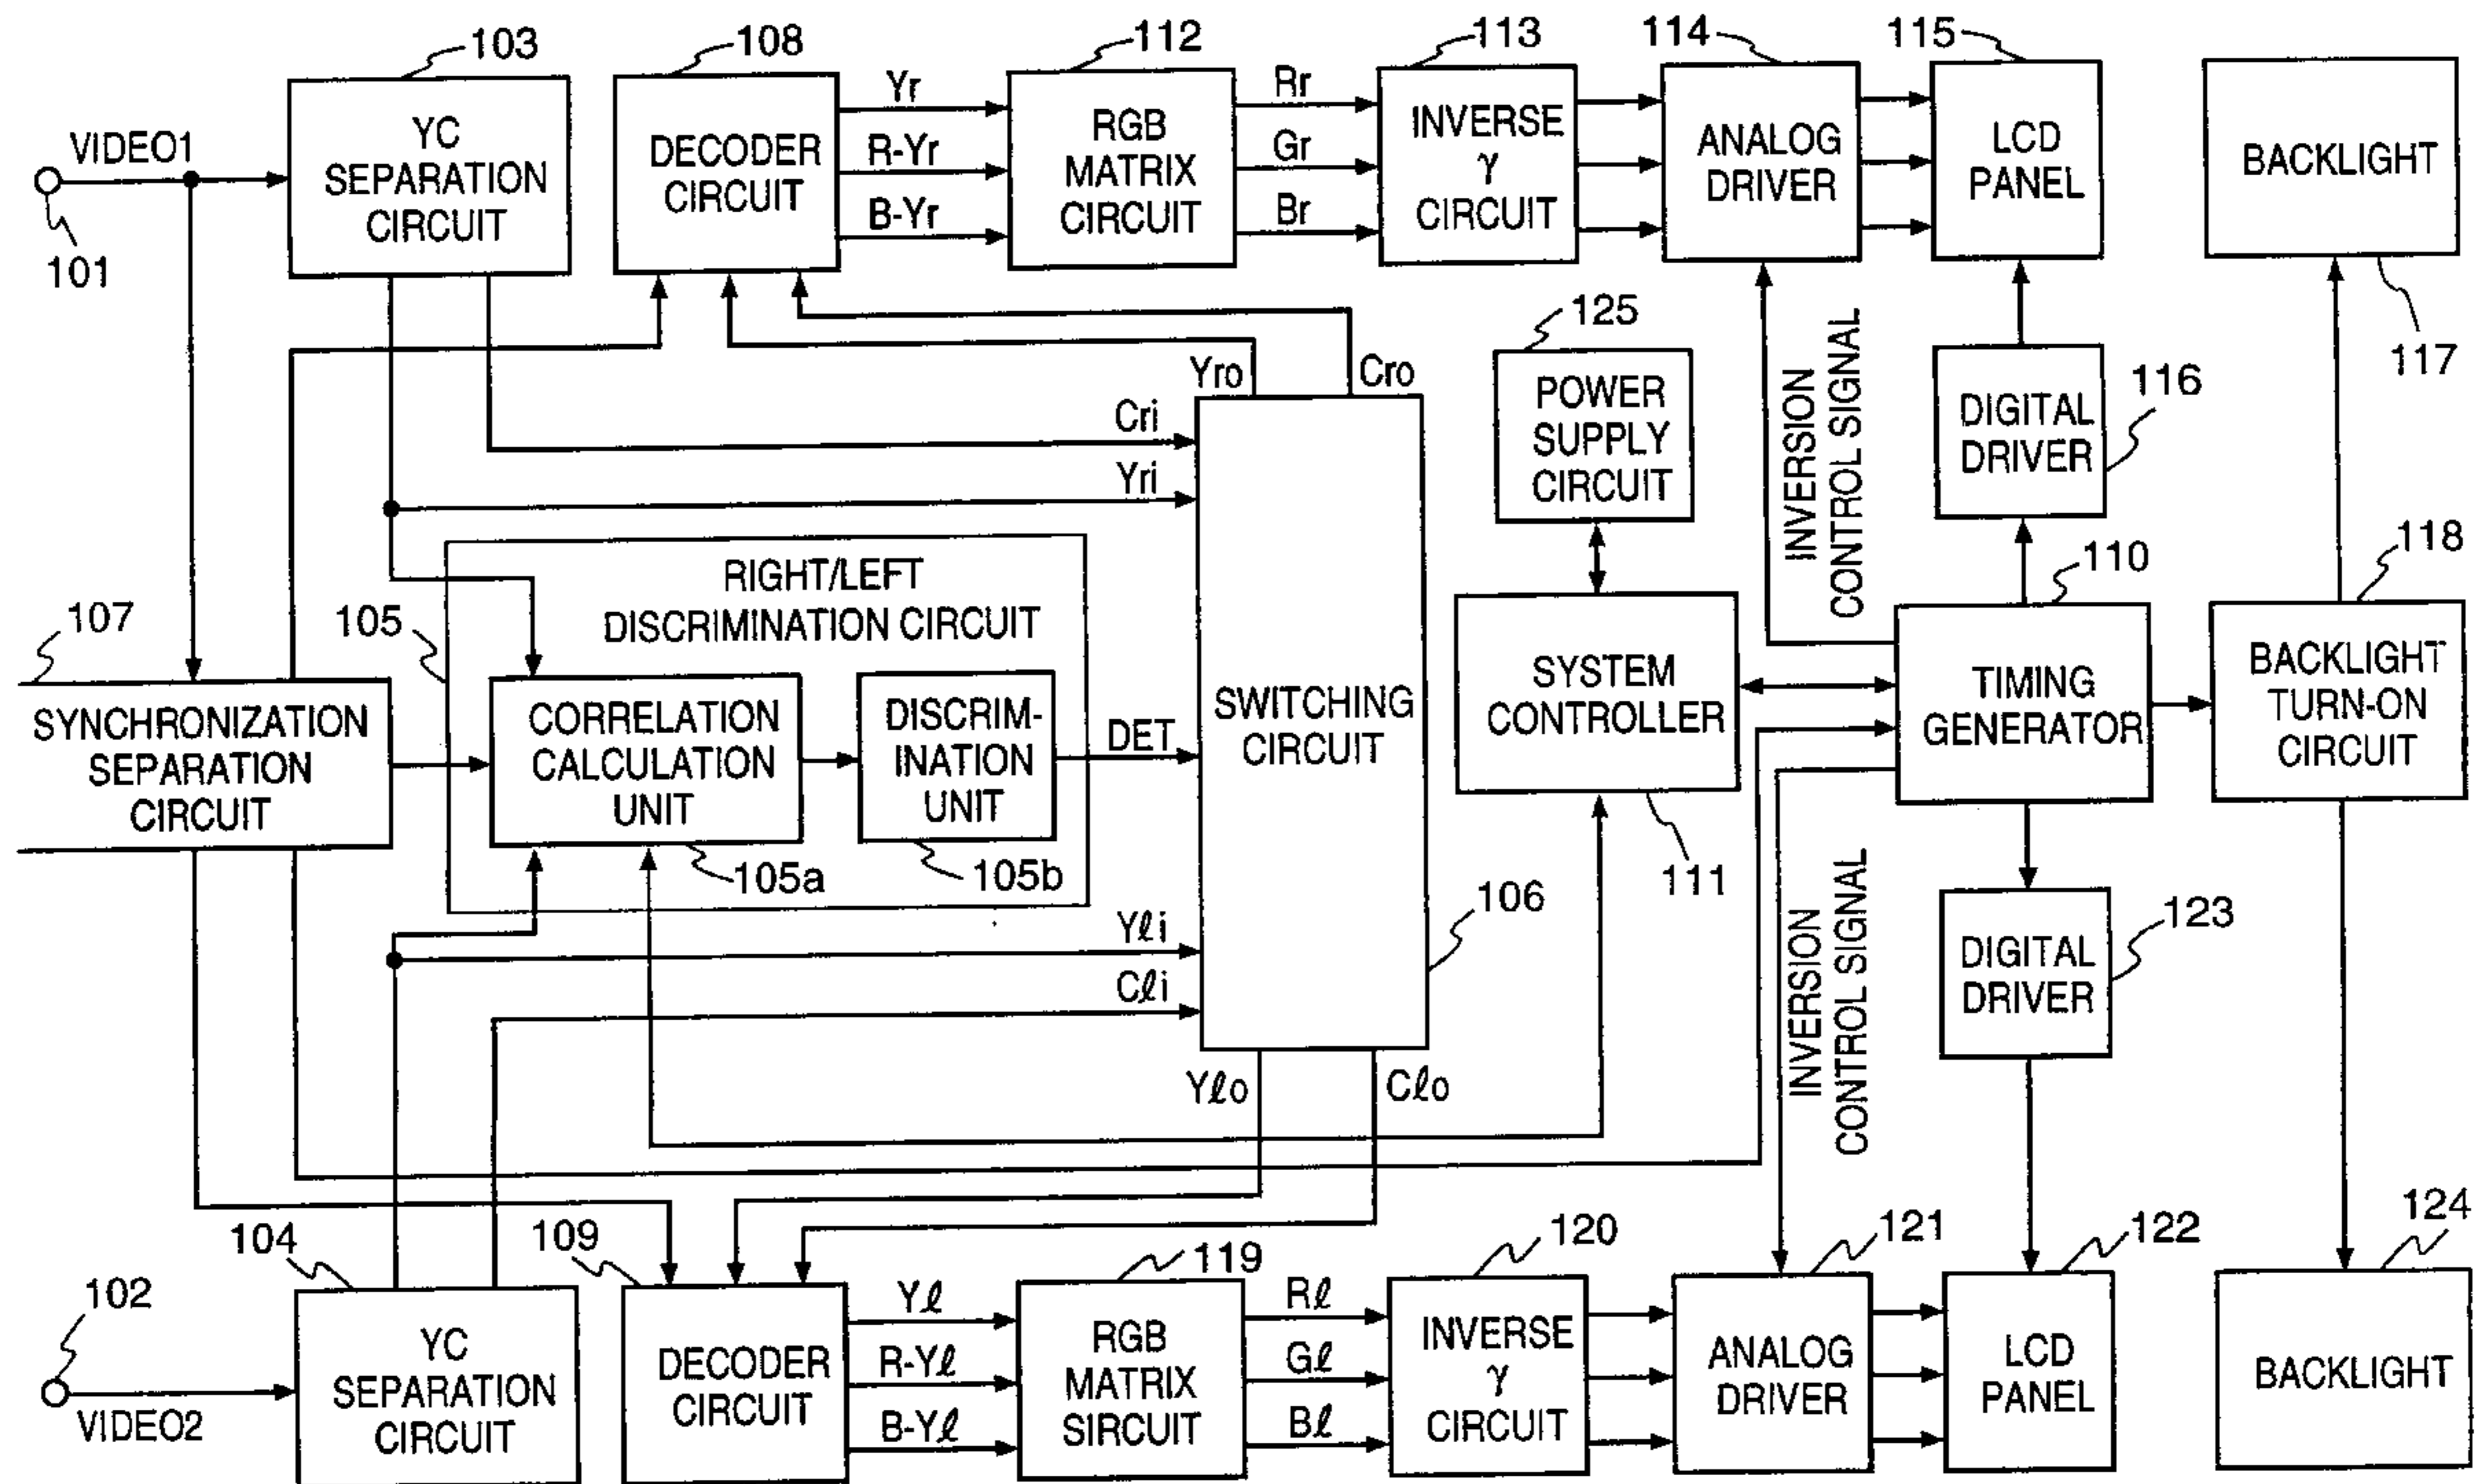 103
108
112
113
114
115
VIDEO1
101
YC
SEPARATION
CIRCUIT
DECODER
CIRCUIT
Yr
R-Yr
B-Yr
RGB
MATRIX
CIRCUIT
Rr
Gr
Br
INVERSE
γ
CIRCUIT
ANALOG
DRIVER
LCD
PANEL
BACKLIGHT
117
125
POWER
SUPPLY
CIRCUIT
INVERSION
CONTROL SIGNAL
DIGITAL
DRIVER
116
Yro
Cro
Cri
Yri
107
105
RIGHT/LEFT
DISCRIMINATION CIRCUIT
110
118
SYNCHRONIZATION
SEPARATION
CIRCUIT
CORRELATION
CALCULATION
UNIT
105a
DISCRIM-
INATION
UNIT
105b
DET
SWITCHING
CIRCUIT
106
SYSTEM
CONTROLLER
111
TIMING
GENERATOR
BACKLIGHT
TURN-ON
CIRCUIT
Yℓi
Cℓi
INVERSION
CONTROL SIGNAL
DIGITAL
DRIVER
123
Yℓo
Cℓo
104
109
119
120
121
122
124
102
VIDEO2
YC
SEPARATION
CIRCUIT
DECODER
CIRCUIT
Yℓ
R-Yℓ
B-Yℓ
RGB
MATRIX
SIRCUIT
Rℓ
Gℓ
Bℓ
INVERSE
γ
CIRCUIT
ANALOG
DRIVER
LCD
PANEL
BACKLIGHT